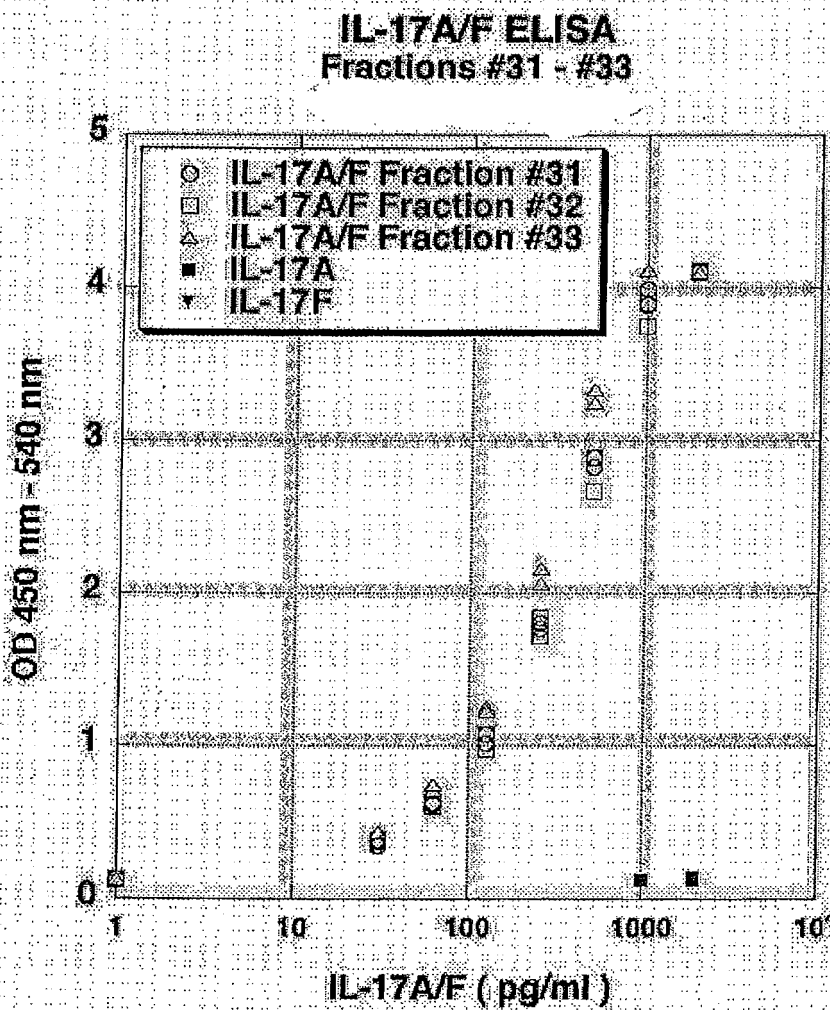 IL-17A/F ELISA
Fractions #31 - #33
5
IL-17A/F Fraction #31
IL-17A/F Fraction #32
IL-17A/F Fraction #33
IL-17A
IL-17F
4
3
2
1
0
OD 450 nm - 540 nm
1 10 100 1000
IL-17A/F ( pg/ml )